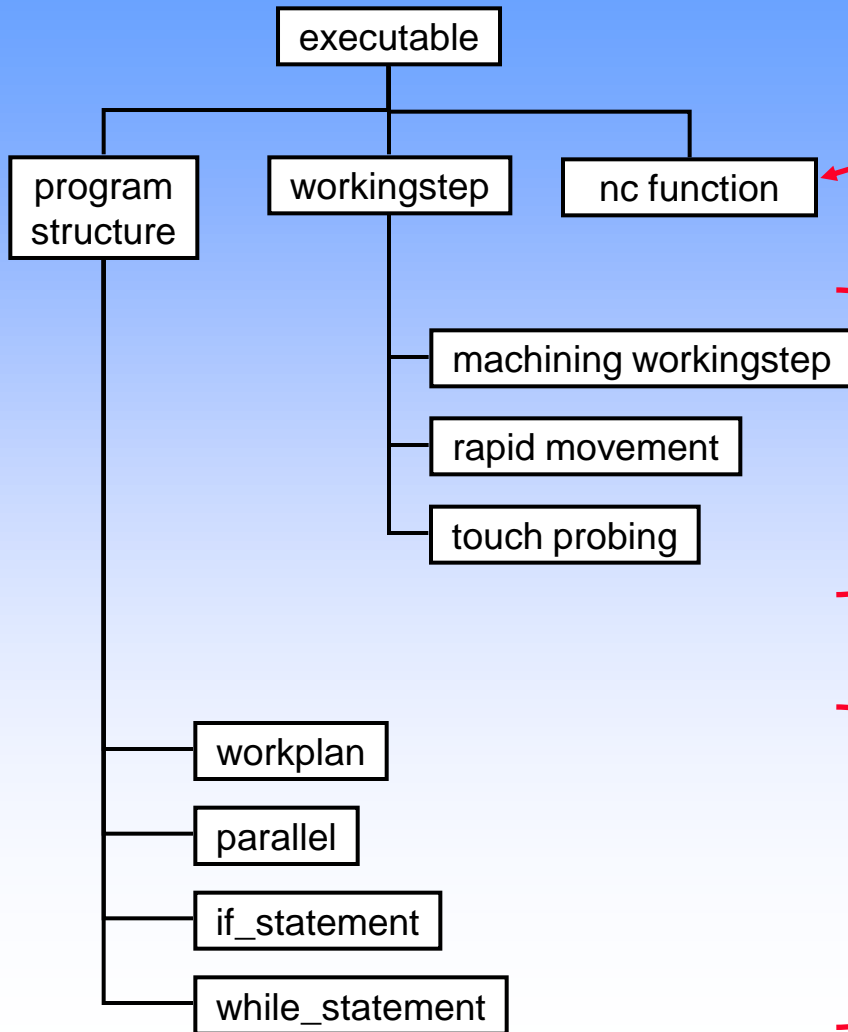 executable
program
structure
workingstep
nc function
machining workingstep
rapid movement
touch probing
workplan
parallel
if_statement
while_statement